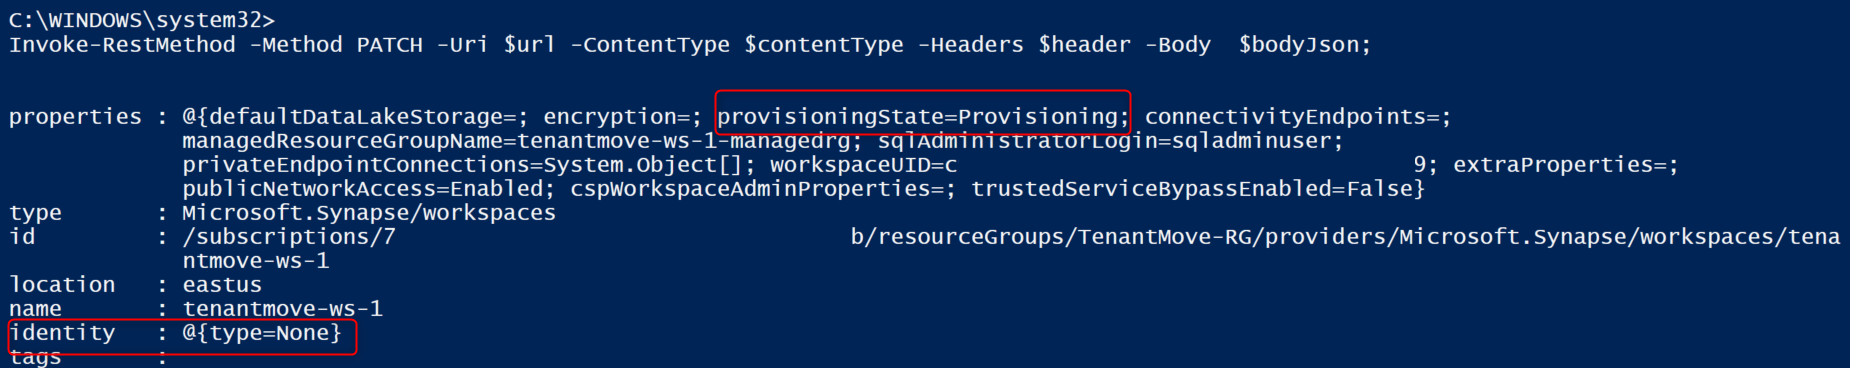 C:\WINDOWS\system32>
Invoke-RestMethod -Method PATCH -Uri $url -ContentType $contentType -Headers $header -Body  $bodyJson;
properties : @{defaultDataLakeStorage=; encryption=; provisioningState=Provisioning; connectivityEndpoints=;
managedResourceGroupName=tenantmove-ws-1-managedrg; sqlAdministratorLogin=sqladminuser;
privateEndpointConnections=System.Object[]; workspaceUID=c 9; extraProperties=;
publicNetworkAccess=Enabled; cspWorkspaceAdminProperties=; trustedServiceBypassEnabled=False}
type : Microsoft.Synapse/workspaces
id : /subscriptions/7 b/resourceGroups/TenantMove-RG/providers/Microsoft.Synapse/workspaces/tena
ntmove-ws-1
location : eastus
name : tenantmove-ws-1
identity : @{type=None}
tags :